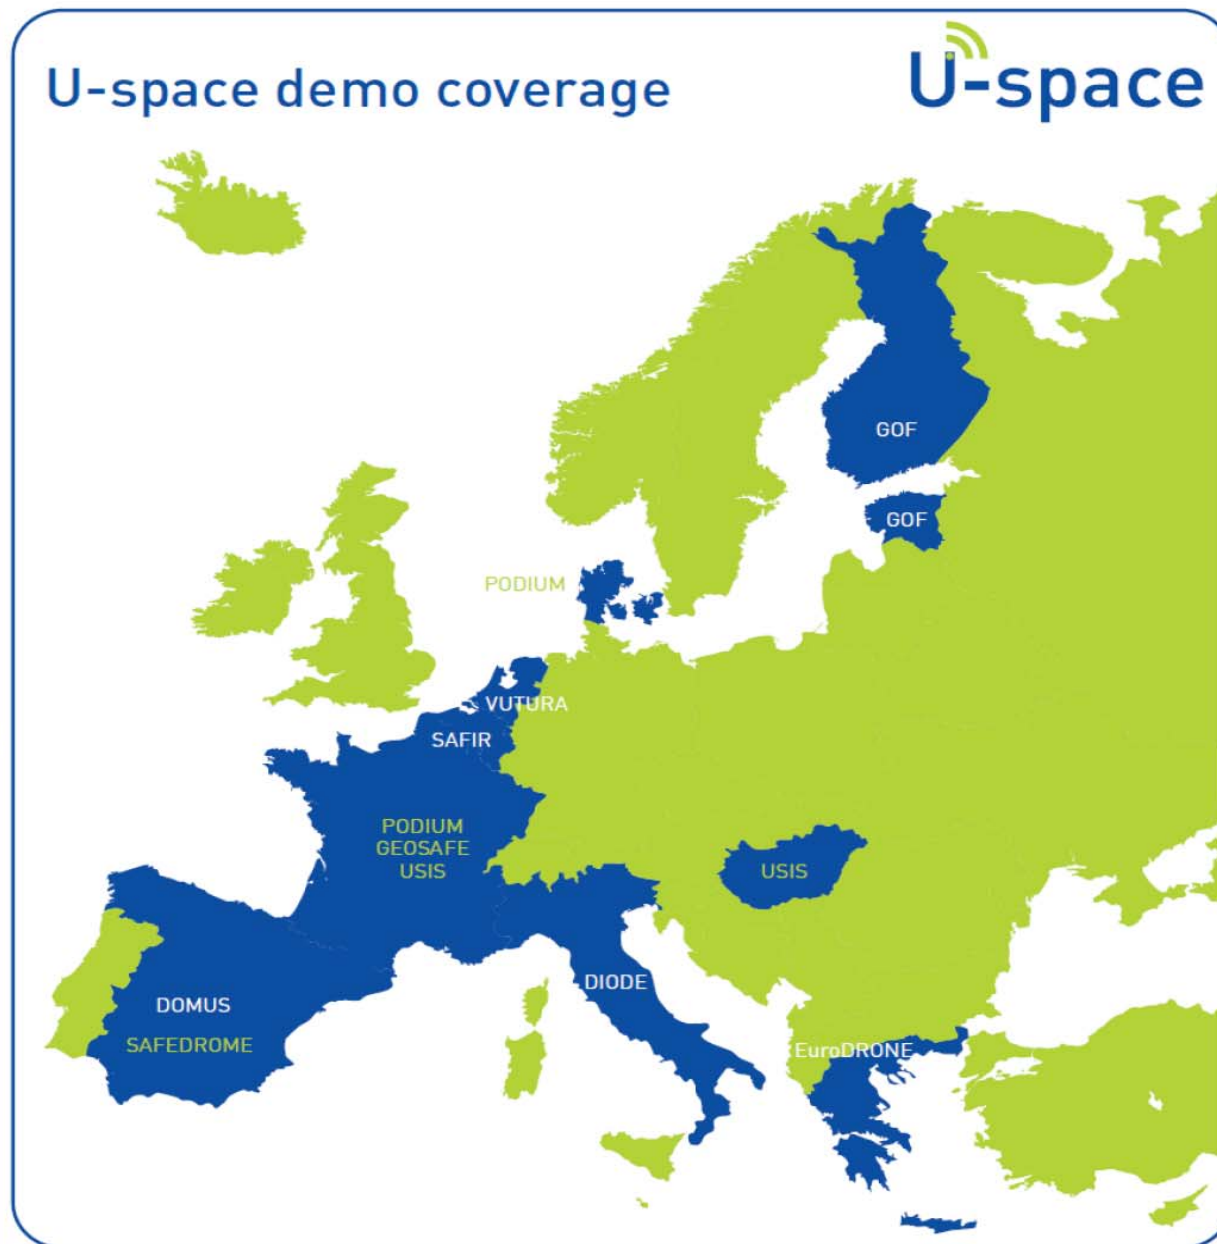 U-space demo coverage
U-space
GOF
GOF
PODIUM
VUTURA
SAFIR
PODIUM
GEOSAFE
USIS
USIS
DIODE
DOMUS
SAFEDROME
EuroDRONE